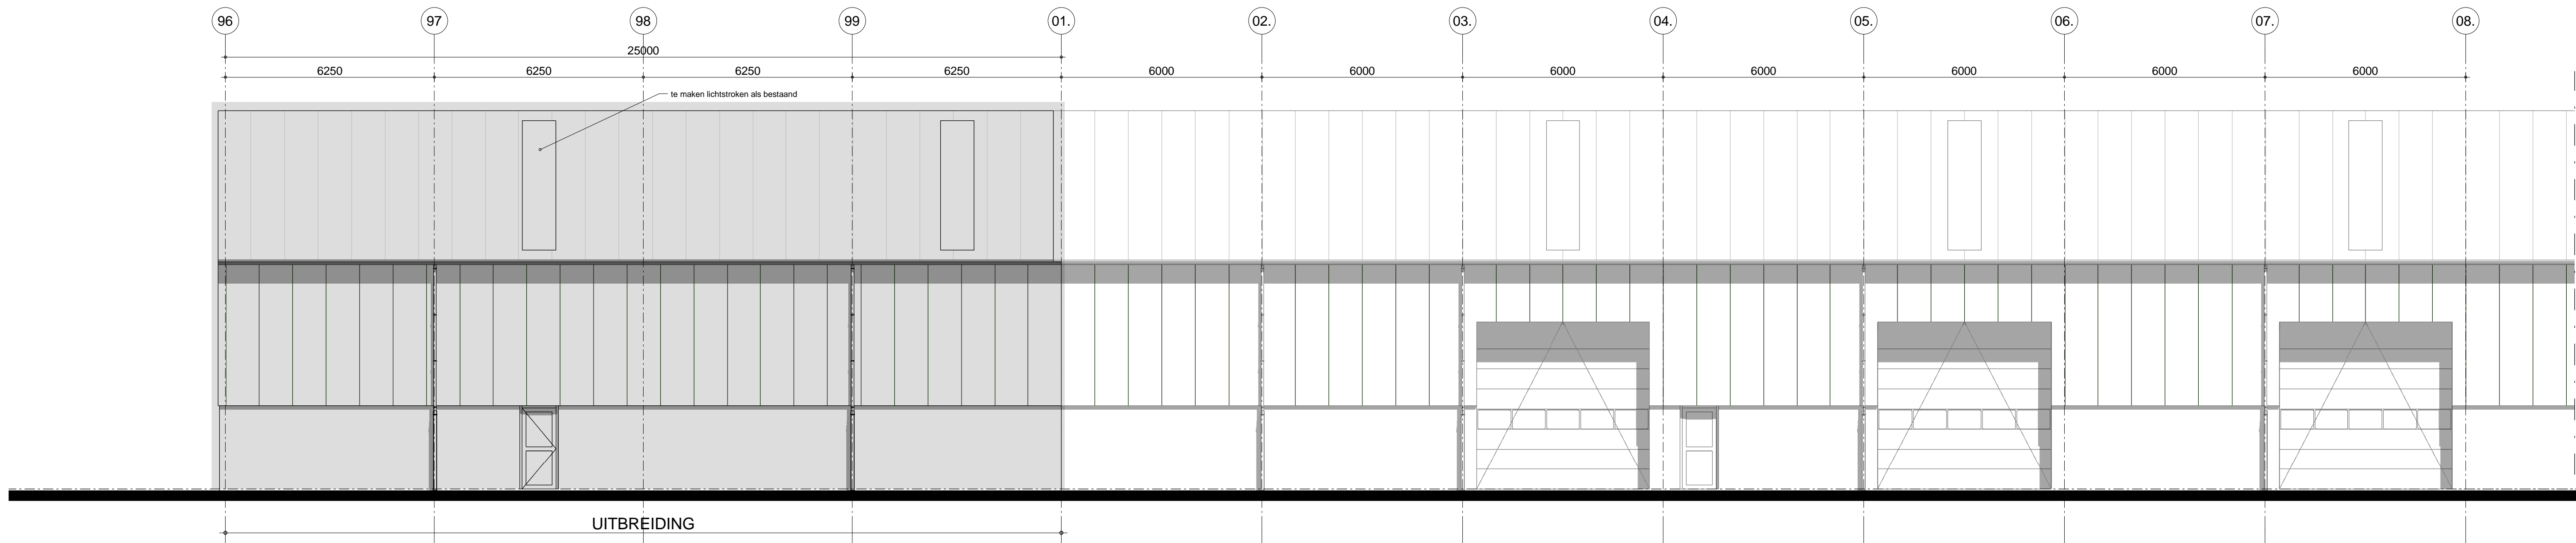 96 97 98 99 01. 02. 03. 04. 05. 06. 07. 08.
25000
6250 6250 6250 6250 6000 6000 6000 6000 6000 6000 6000
te maken lichtstroken als bestaand
UITBREIDING